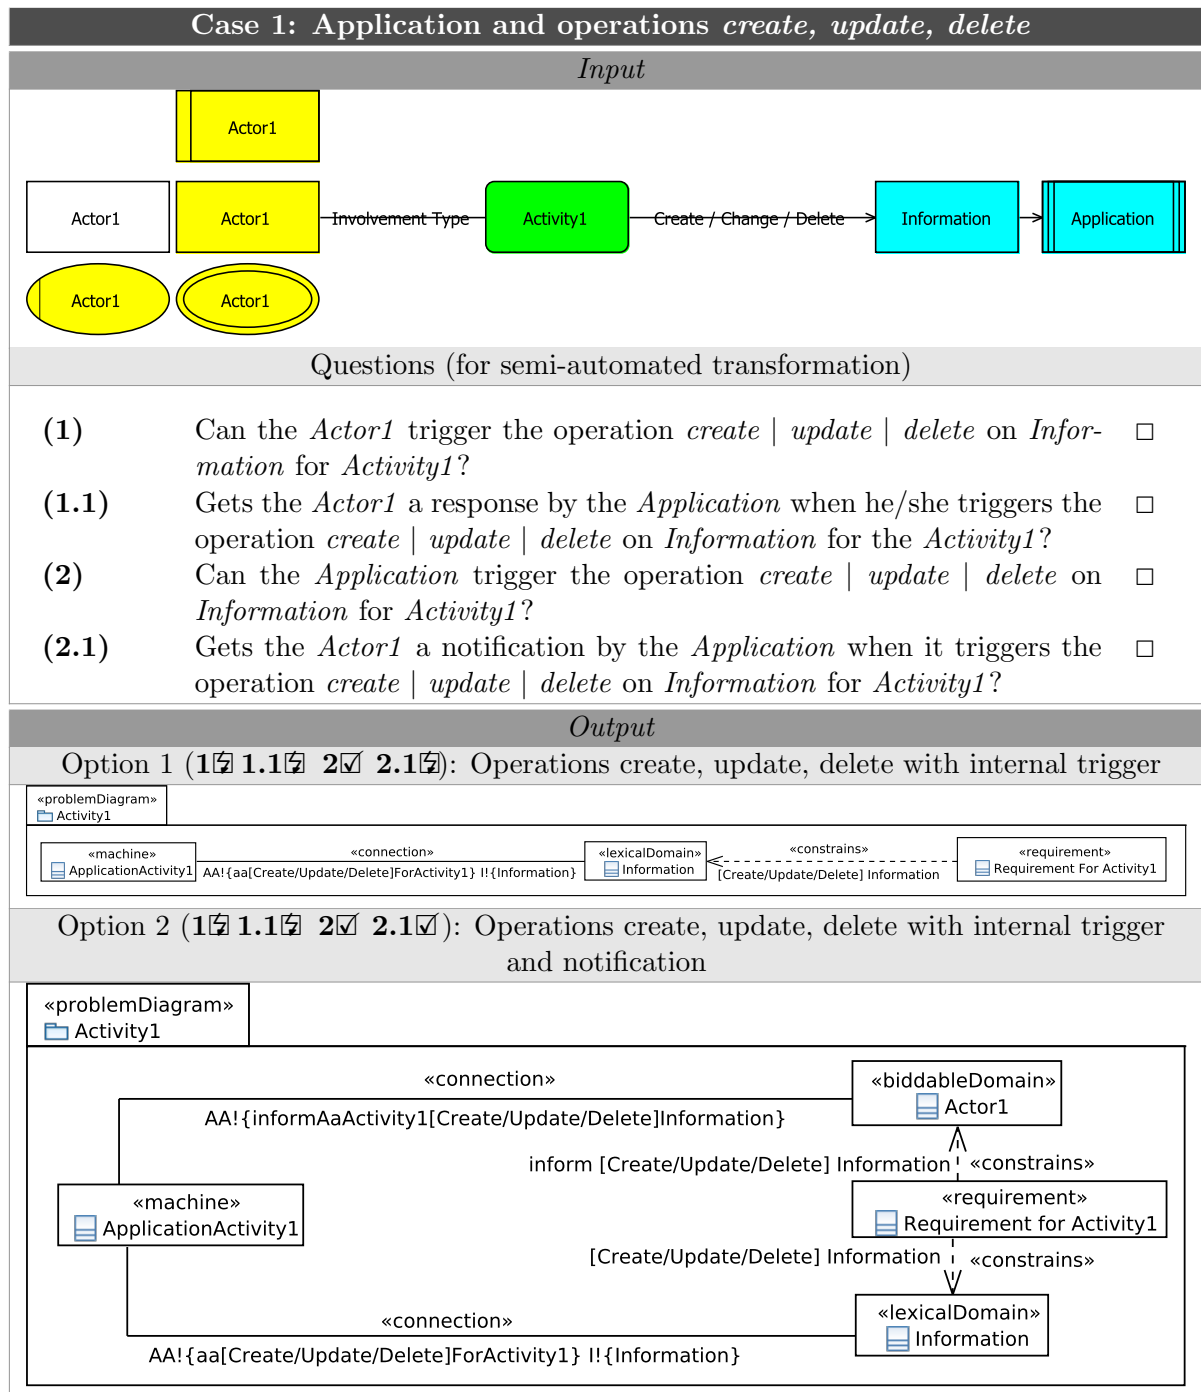 Case 1: Application and operations create, update, delete
Input
Actor1
Actor1
Actor1
Involvement Type
Activity1
Create / Change / Delete
Information
Application
Actor1
Actor1
Questions (for semi-automated transformation)
(1) Can the Actor1 trigger the operation create | update | delete on Infor- □
mation for Activity1?
(1.1) Gets the Actor1 a response by the Application when he/she triggers the □
operation create | update | delete on Information for the Activity1?
(2) Can the Application trigger the operation create | update | delete on □
Information for Activity1?
(2.1) Gets the Actor1 a notification by the Application when it triggers the □
operation create | update | delete on Information for Activity1?
Output
Option 1 (1 1.1 2☑ 2.1): Operations create, update, delete with internal trigger
«problemDiagram»
Activity1
«machine»
ApplicationActivity1
«connection»
AA!{aa[Create/Update/Delete]ForActivity1} I!{Information}
«lexicalDomain»
Information
«constrains»
[Create/Update/Delete] Information
«requirement»
Requirement For Activity1
Option 2 (1 1.1 2☑ 2.1☑): Operations create, update, delete with internal trigger
and notification
«problemDiagram»
Activity1
«connection»
AA!{informAaActivity1[Create/Update/Delete]Information}
«biddableDomain»
Actor1
inform [Create/Update/Delete] Information
«constrains»
«machine»
ApplicationActivity1
«requirement»
Requirement for Activity1
[Create/Update/Delete] Information
«constrains»
«connection»
AA!{aa[Create/Update/Delete]ForActivity1} I!{Information}
«lexicalDomain»
Information